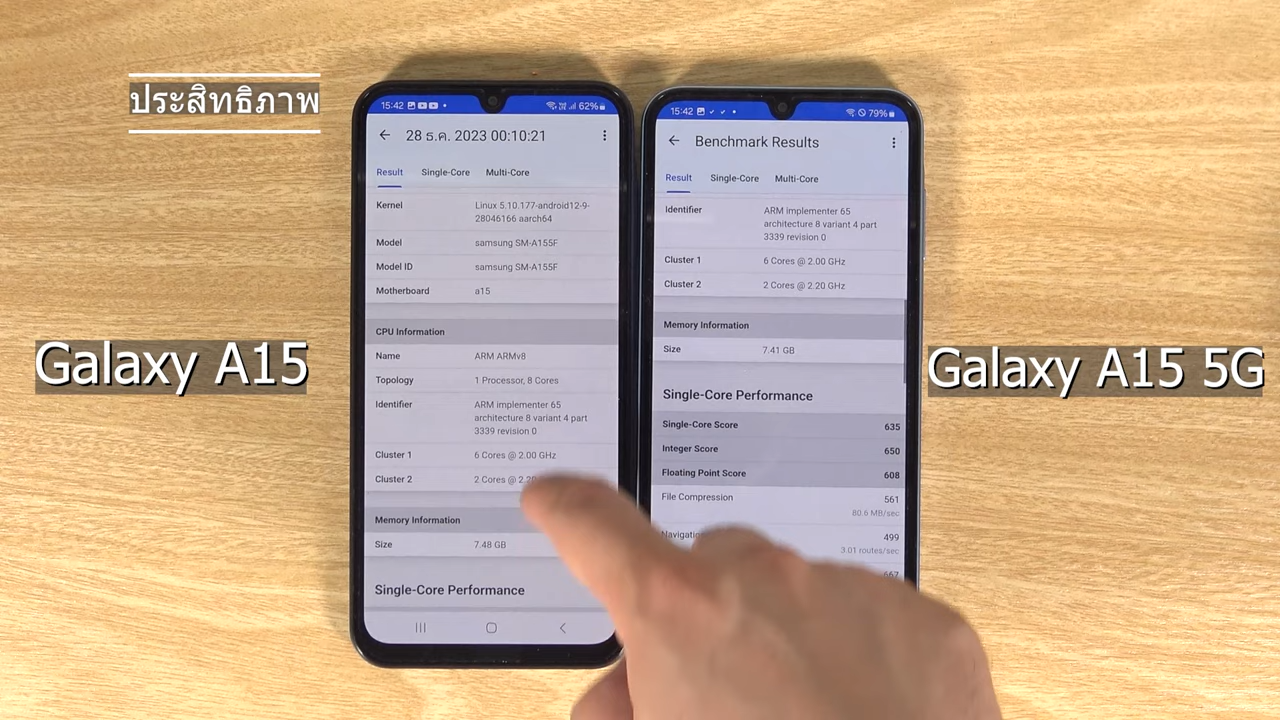 ประสิทธิภาพ
Galaxy A15
15:42
62%
28 ธ.ค. 2023 00:10:21
Result Single-Core Multi-Core
Kernel Linux 5.10.177-android12-9-
28046166 aarch64
Model samsung SM-A155F
Model ID samsung SM-A155F
Motherboard a15
CPU Information
Name ARM ARMv8
Topology 1 Processor, 8 Cores
Identifier ARM implementer 65
architecture 8 variant 4 part
3339 revision 0
Cluster 1 6 Cores @ 2.00 GHz
Cluster 2 2 Cores @
Memory Information
Size 7.48 GB
Single-Core Performance
Galaxy A15 5G
15:42
79%
Benchmark Results
Result Single-Core Multi-Core
Identifier ARM implementer 65
architecture 8 variant 4 part
3339 revision 0
Cluster 1 6 Cores @ 2.00 GHz
Cluster 2 2 Cores @ 2.20 GHz
Memory Information
Size 7.41 GB
Single-Core Performance
Single-Core Score 635
Integer Score 650
Floating Point Score 608
File Compression 561
80.6 MB/sec
499
3.01 routes/sec